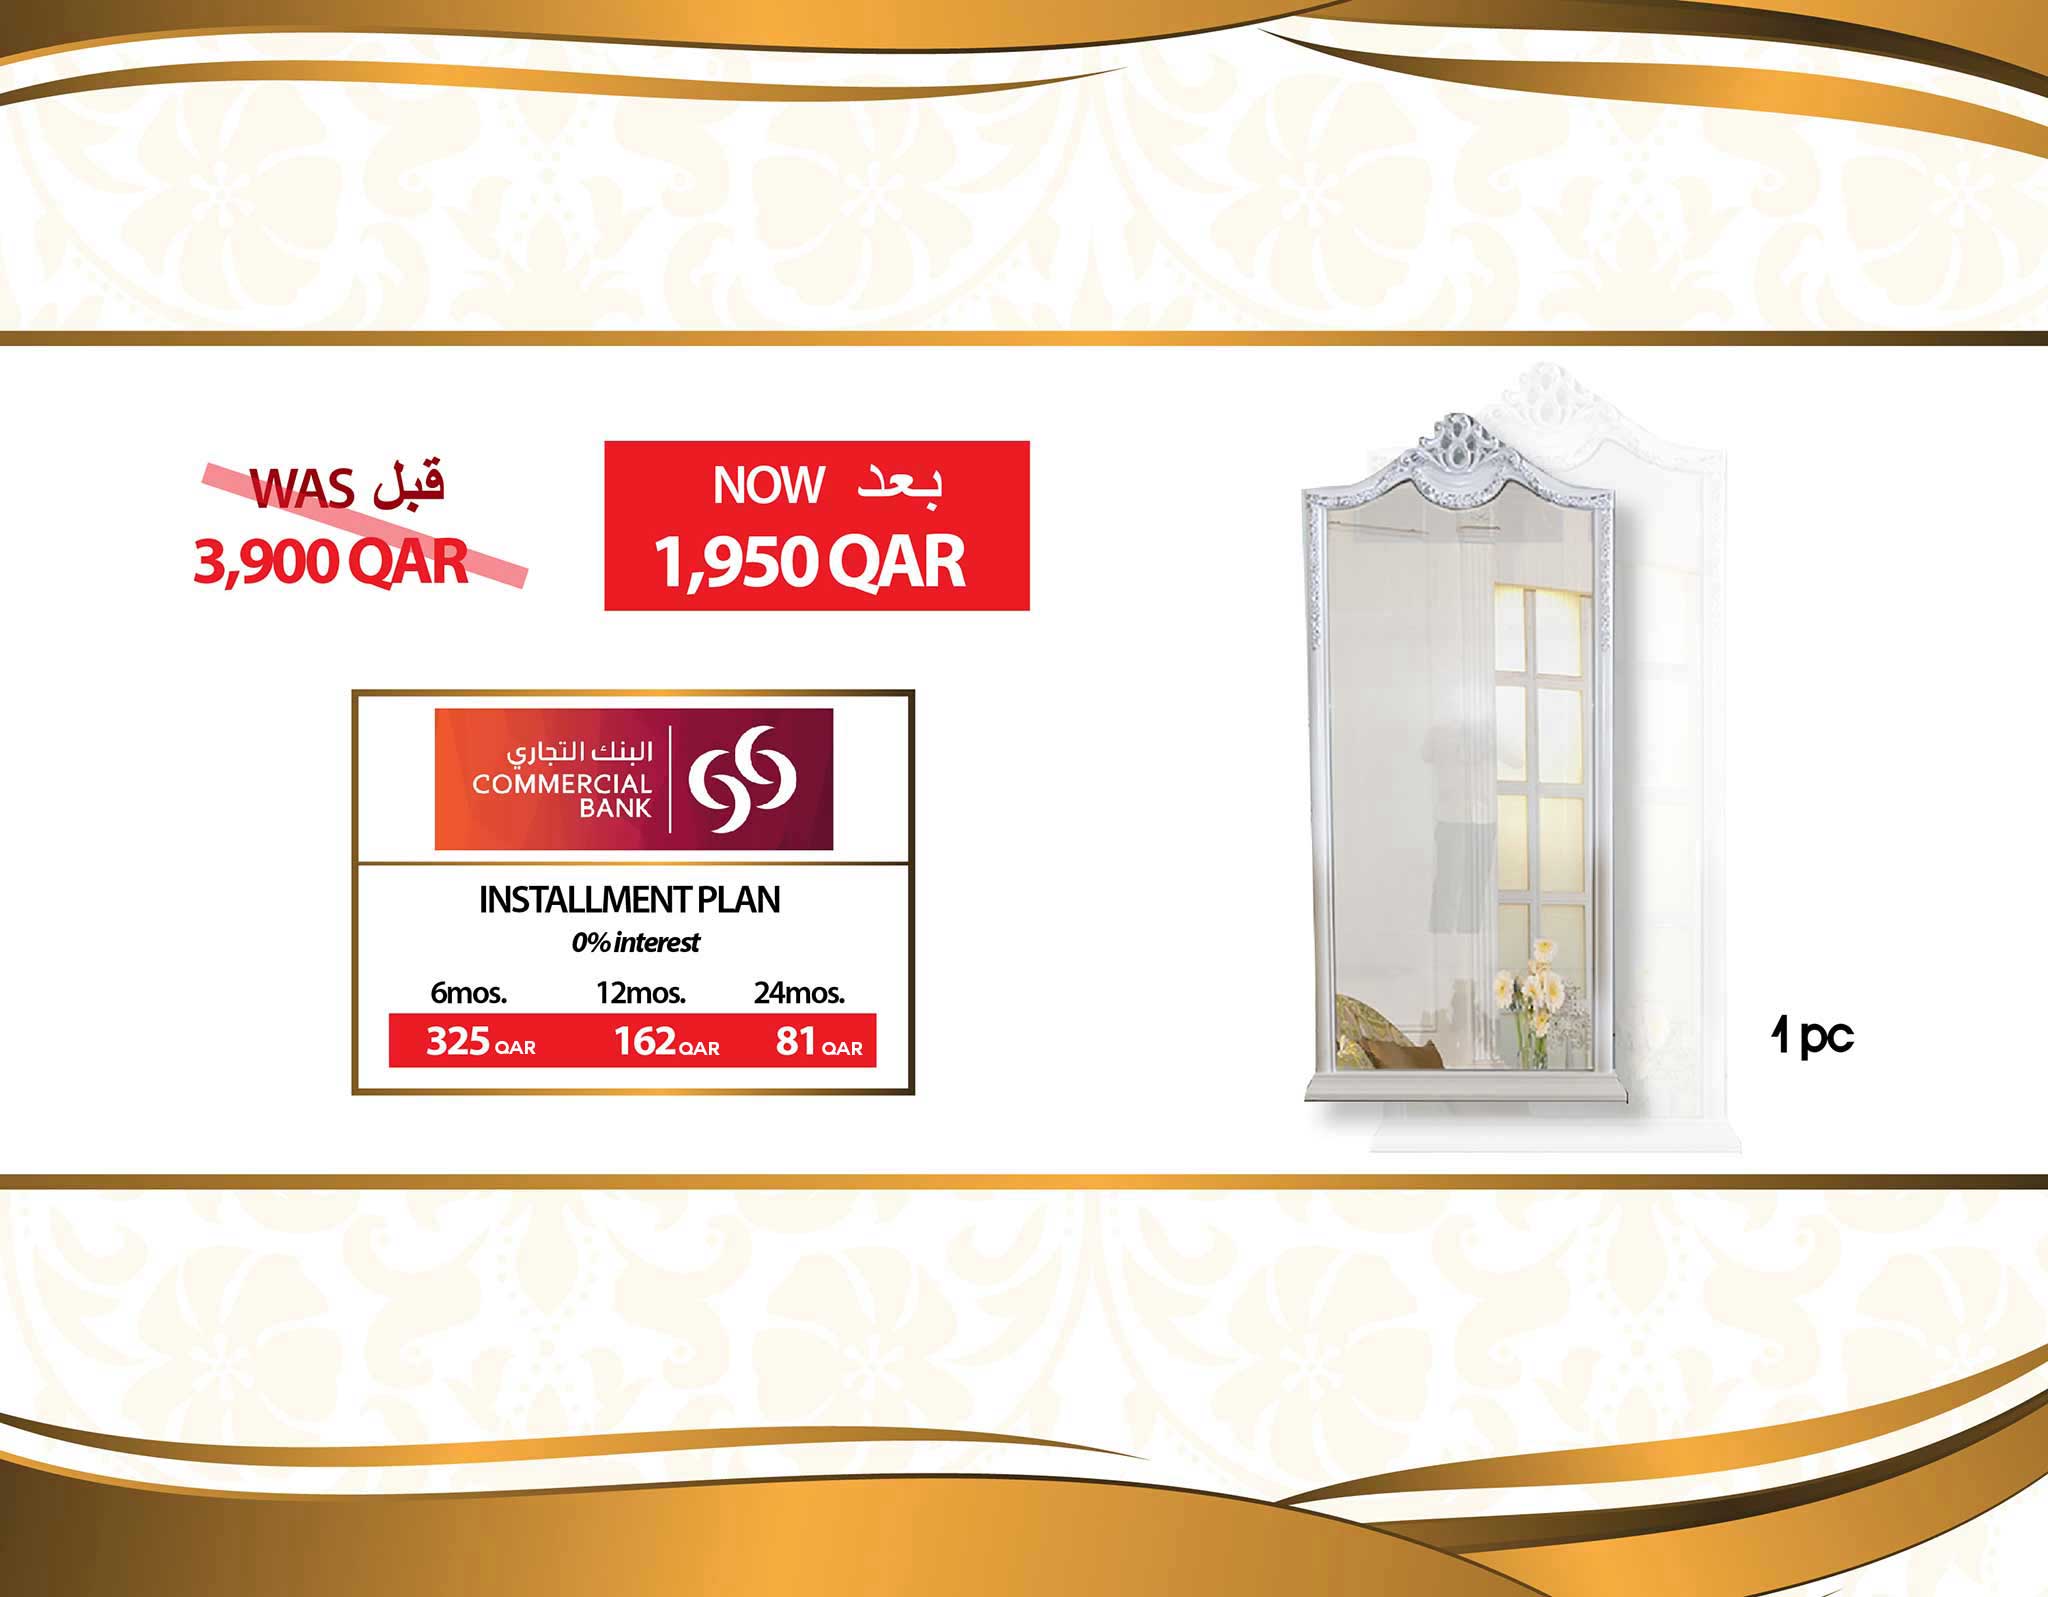 WAS قبل
3,900 QAR
NOW بعد
1,950 QAR
البنك التجاري
COMMERCIAL
BANK
INSTALLMENT PLAN
0% interest
6mos. 12mos. 24mos.
325 QAR 162 QAR 81 QAR
1 pc